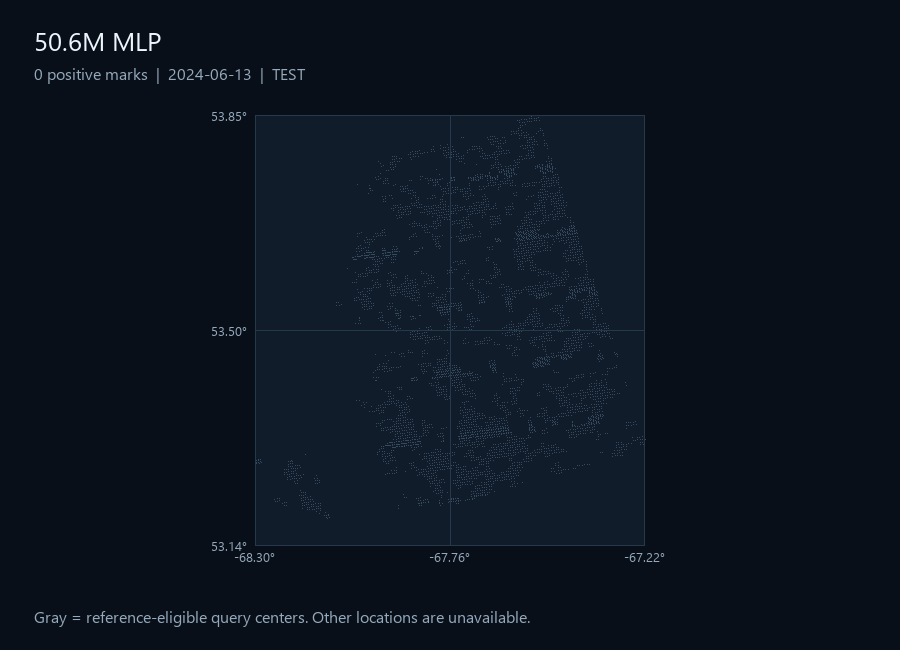 50.6M MLP
0 positive marks | 2024-06-13 | TEST
53.85°
53.50°
53.14°
-68.30°
-67.76°
-67.22°
Gray = reference-eligible query centers. Other locations are unavailable.